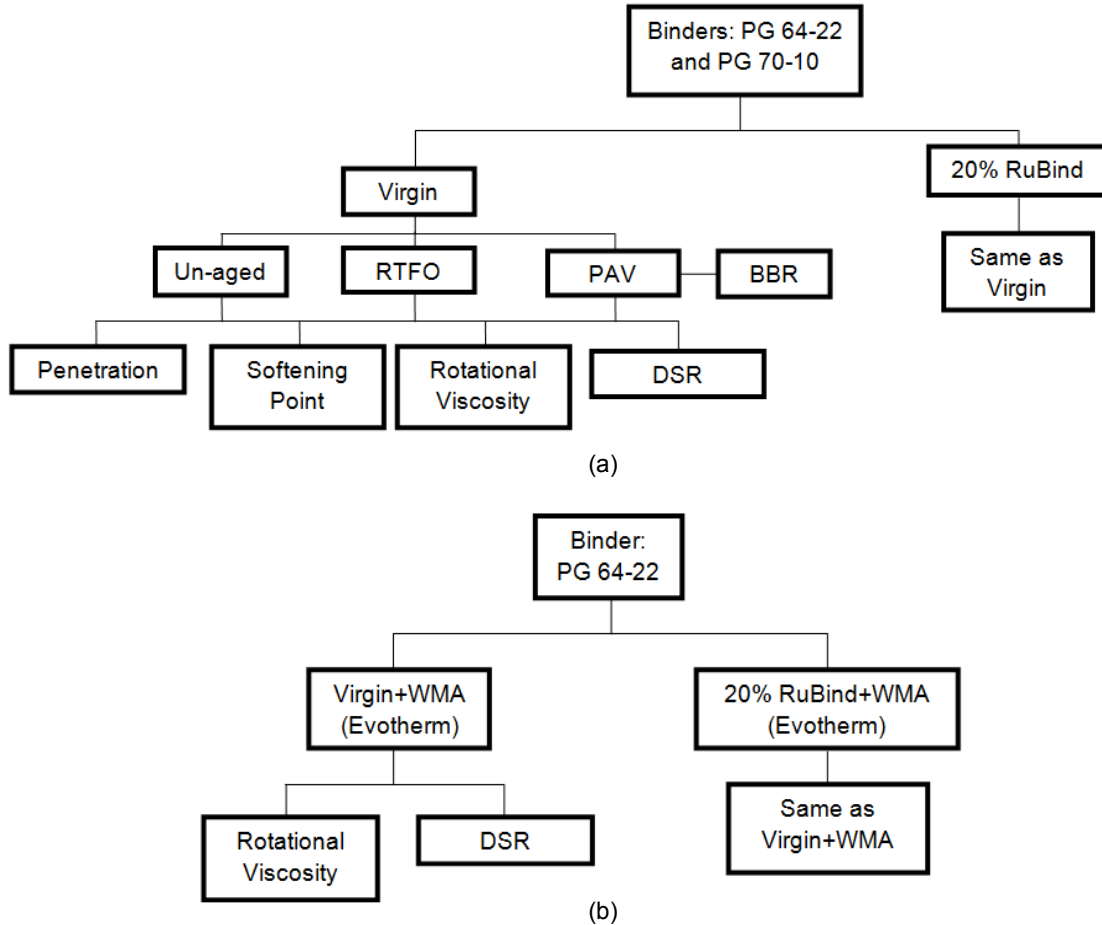 Binders: PG 64-22
and PG 70-10
20% RuBind
Virgin
Same as
Virgin
Un-aged
RTFO
PAV
BBR
Penetration
Softening
Point
Rotational
Viscosity
DSR
(a)
Binder:
PG 64-22
Virgin+WMA
(Evotherm)
20% RuBind+WMA
(Evotherm)
Rotational
Viscosity
DSR
Same as
Virgin+WMA
(b)